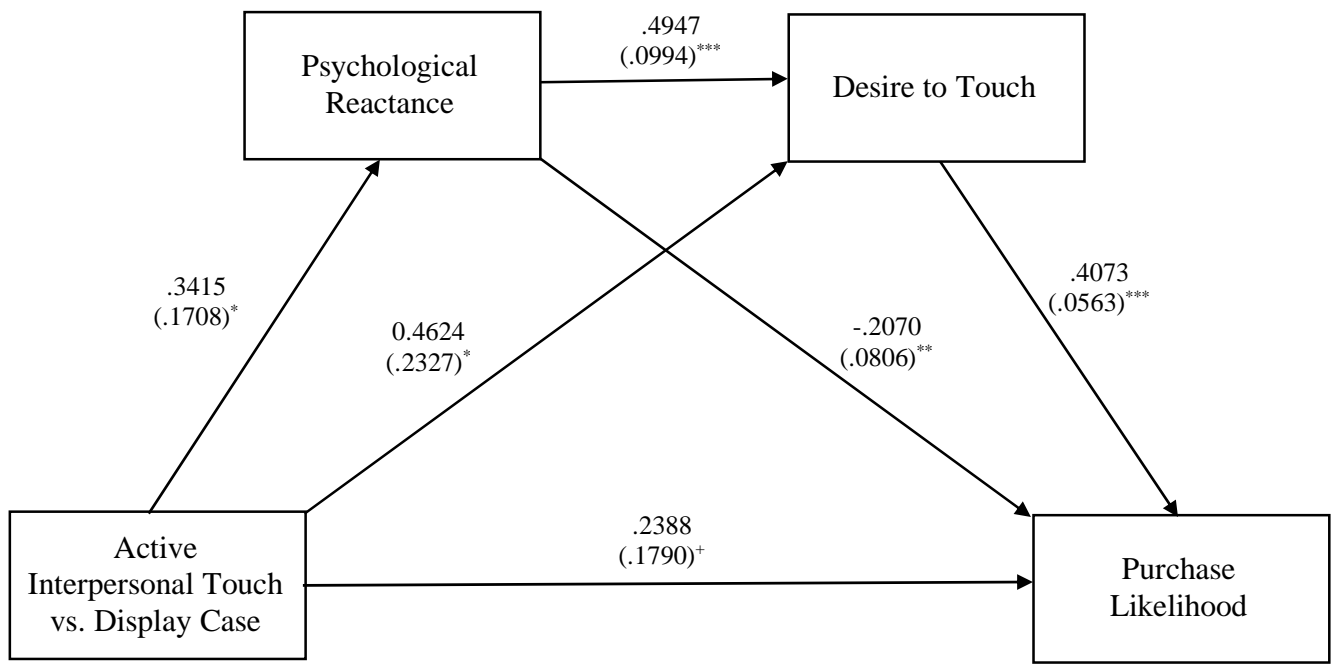 .4947
(.0994)***
Psychological
Reactance
Desire to Touch
.3415
(.1708)*
0.4624
(.2327)*
-.2070
(.0806)**
.4073
(.0563)***
Active
Interpersonal Touch
vs. Display Case
.2388
(.1790)+
Purchase
Likelihood